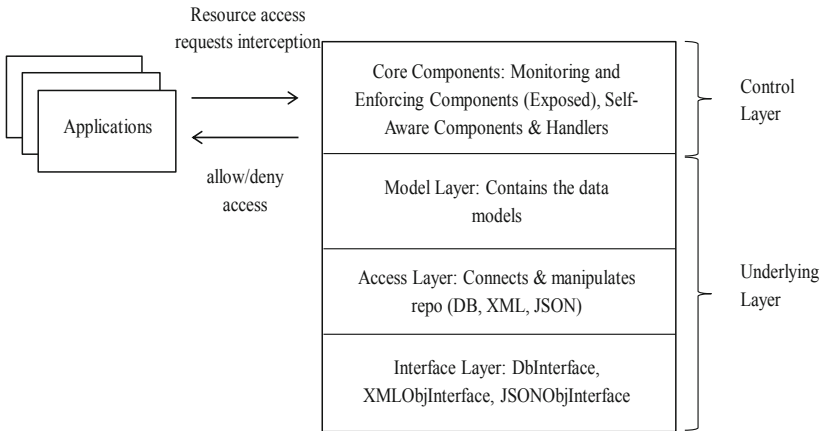 Resource access
requests interception
Applications
allow/deny
access
Core Components: Monitoring and
Enforcing Components (Exposed), Self-
Aware Components & Handlers
Model Layer: Contains the data
models
Access Layer: Connects & manipulates
repo (DB, XML, JSON)
Interface Layer: DbInterface,
XMLObjInterface, JSONObjInterface
Control
Layer
Underlying
Layer